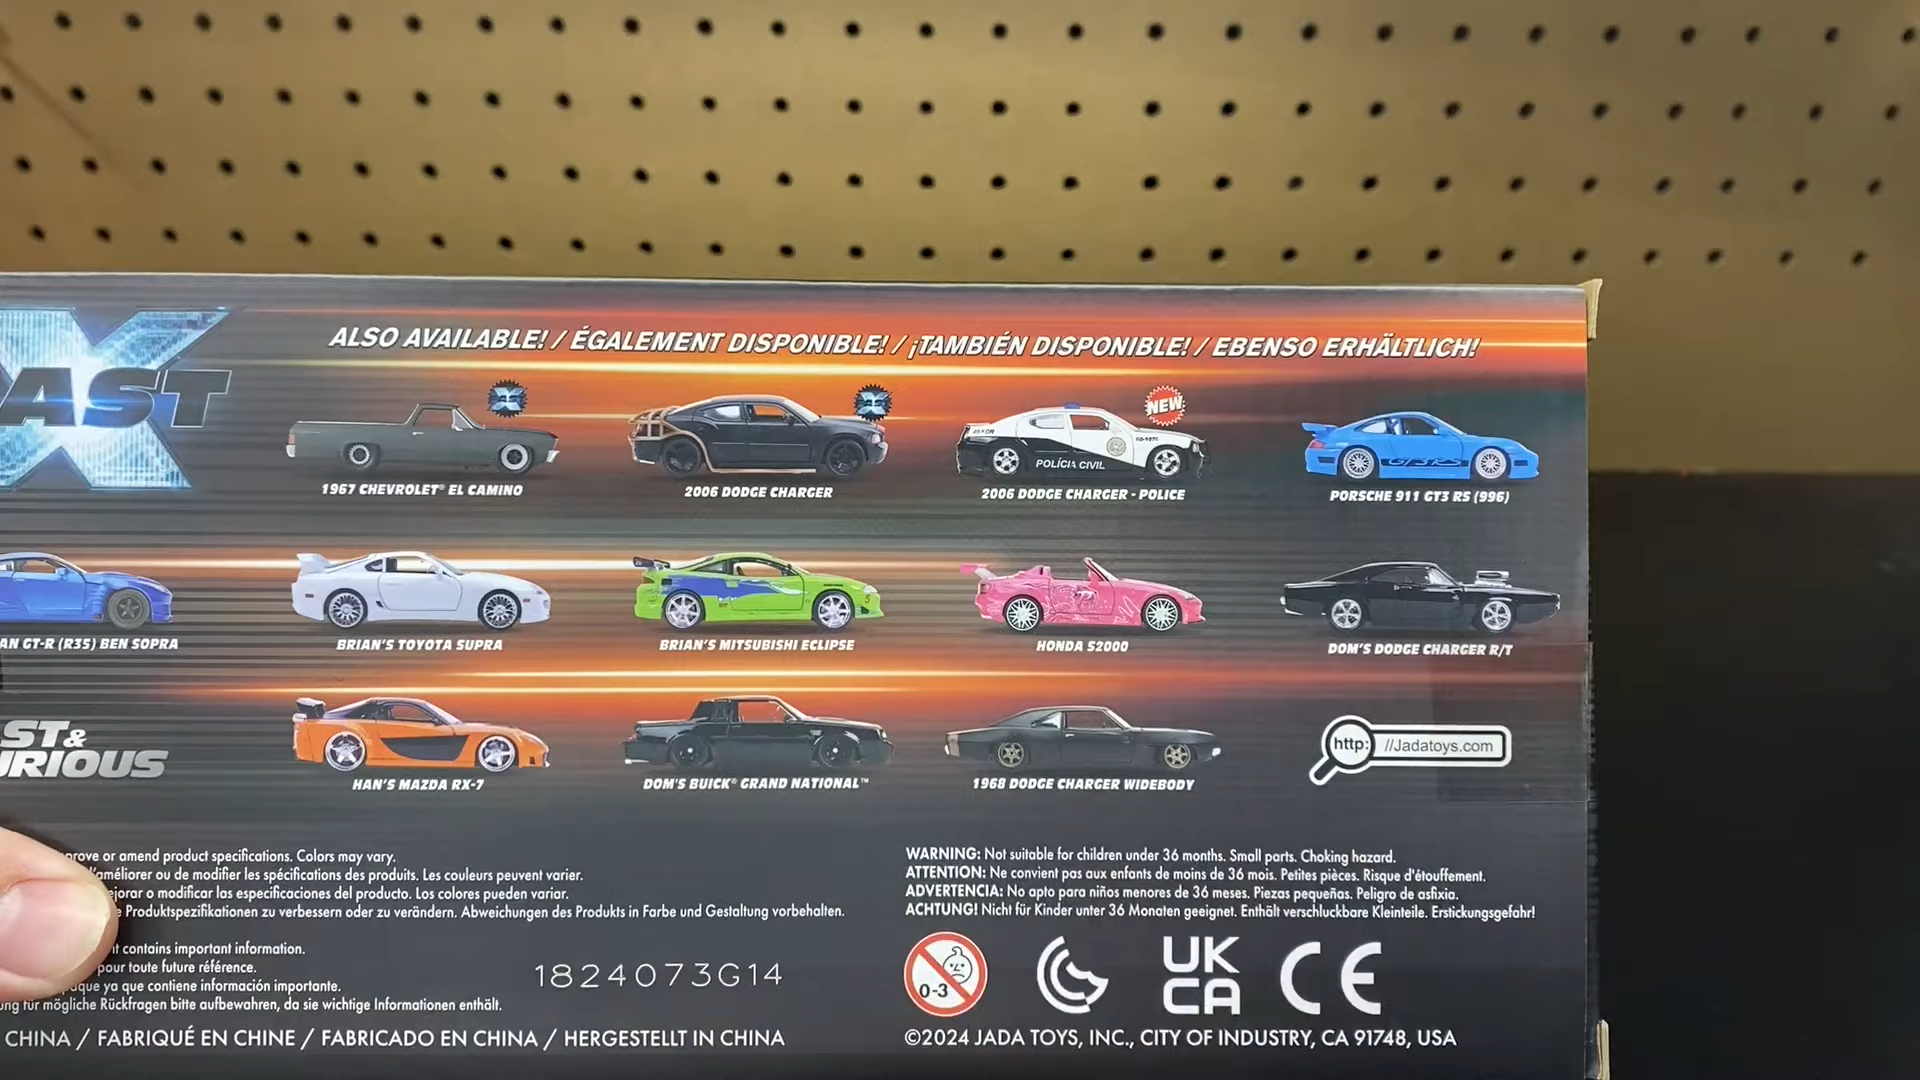 X
AST
ALSO AVAILABLE! / ÉGALEMENT DISPONIBLE! / ¡TAMBIÉN DISPONIBLE! / EBENSO ERHÄLTLICH!
NEW
POLÍCIA CIVIL
GT3 RS
1967 CHEVROLET® EL CAMINO
2006 DODGE CHARGER
2006 DODGE CHARGER - POLICE
PORSCHE 911 GT3 RS (996)
AN GT-R (R35) BEN SOPRA
BRIAN'S TOYOTA SUPRA
BRIAN'S MITSUBISHI ECLIPSE
HONDA S2000
DOM'S DODGE CHARGER R/T
ST&
URIOUS
HAN'S MAZDA RX-7
DOM'S BUICK® GRAND NATIONAL™
1968 DODGE CHARGER WIDEBODY
http: //Jadatoys.com
prove or amend product specifications. Colors may vary.
'améliorer ou de modifier les spécifications des produits. Les couleurs peuvent varier.
ejorar o modificar las especificaciones del producto. Los colores pueden variar.
e Produktspezifikationen zu verbessern oder zu verändern. Abweichungen des Produkts in Farbe und Gestaltung vorbehalten.
it contains important information.
pour toute future référence.
que ya que contiene información importante.
ung für mögliche Rückfragen bitte aufbewahren, da sie wichtige Informationen enthält.
CHINA / FABRIQUÉ EN CHINE / FABRICADO EN CHINA / HERGESTELLT IN CHINA
1824073G14
WARNING: Not suitable for children under 36 months. Small parts. Choking hazard.
ATTENTION: Ne convient pas aux enfants de moins de 36 mois. Petites pièces. Risque d'étouffement.
ADVERTENCIA: No apto para niños menores de 36 meses. Piezas pequeñas. Peligro de asfixia.
ACHTUNG! Nicht für Kinder unter 36 Monaten geeignet. Enthält verschluckbare Kleinteile. Erstickungsgefahr!
0-3
UK
CA
CE
©2024 JADA TOYS, INC., CITY OF INDUSTRY, CA 91748, USA